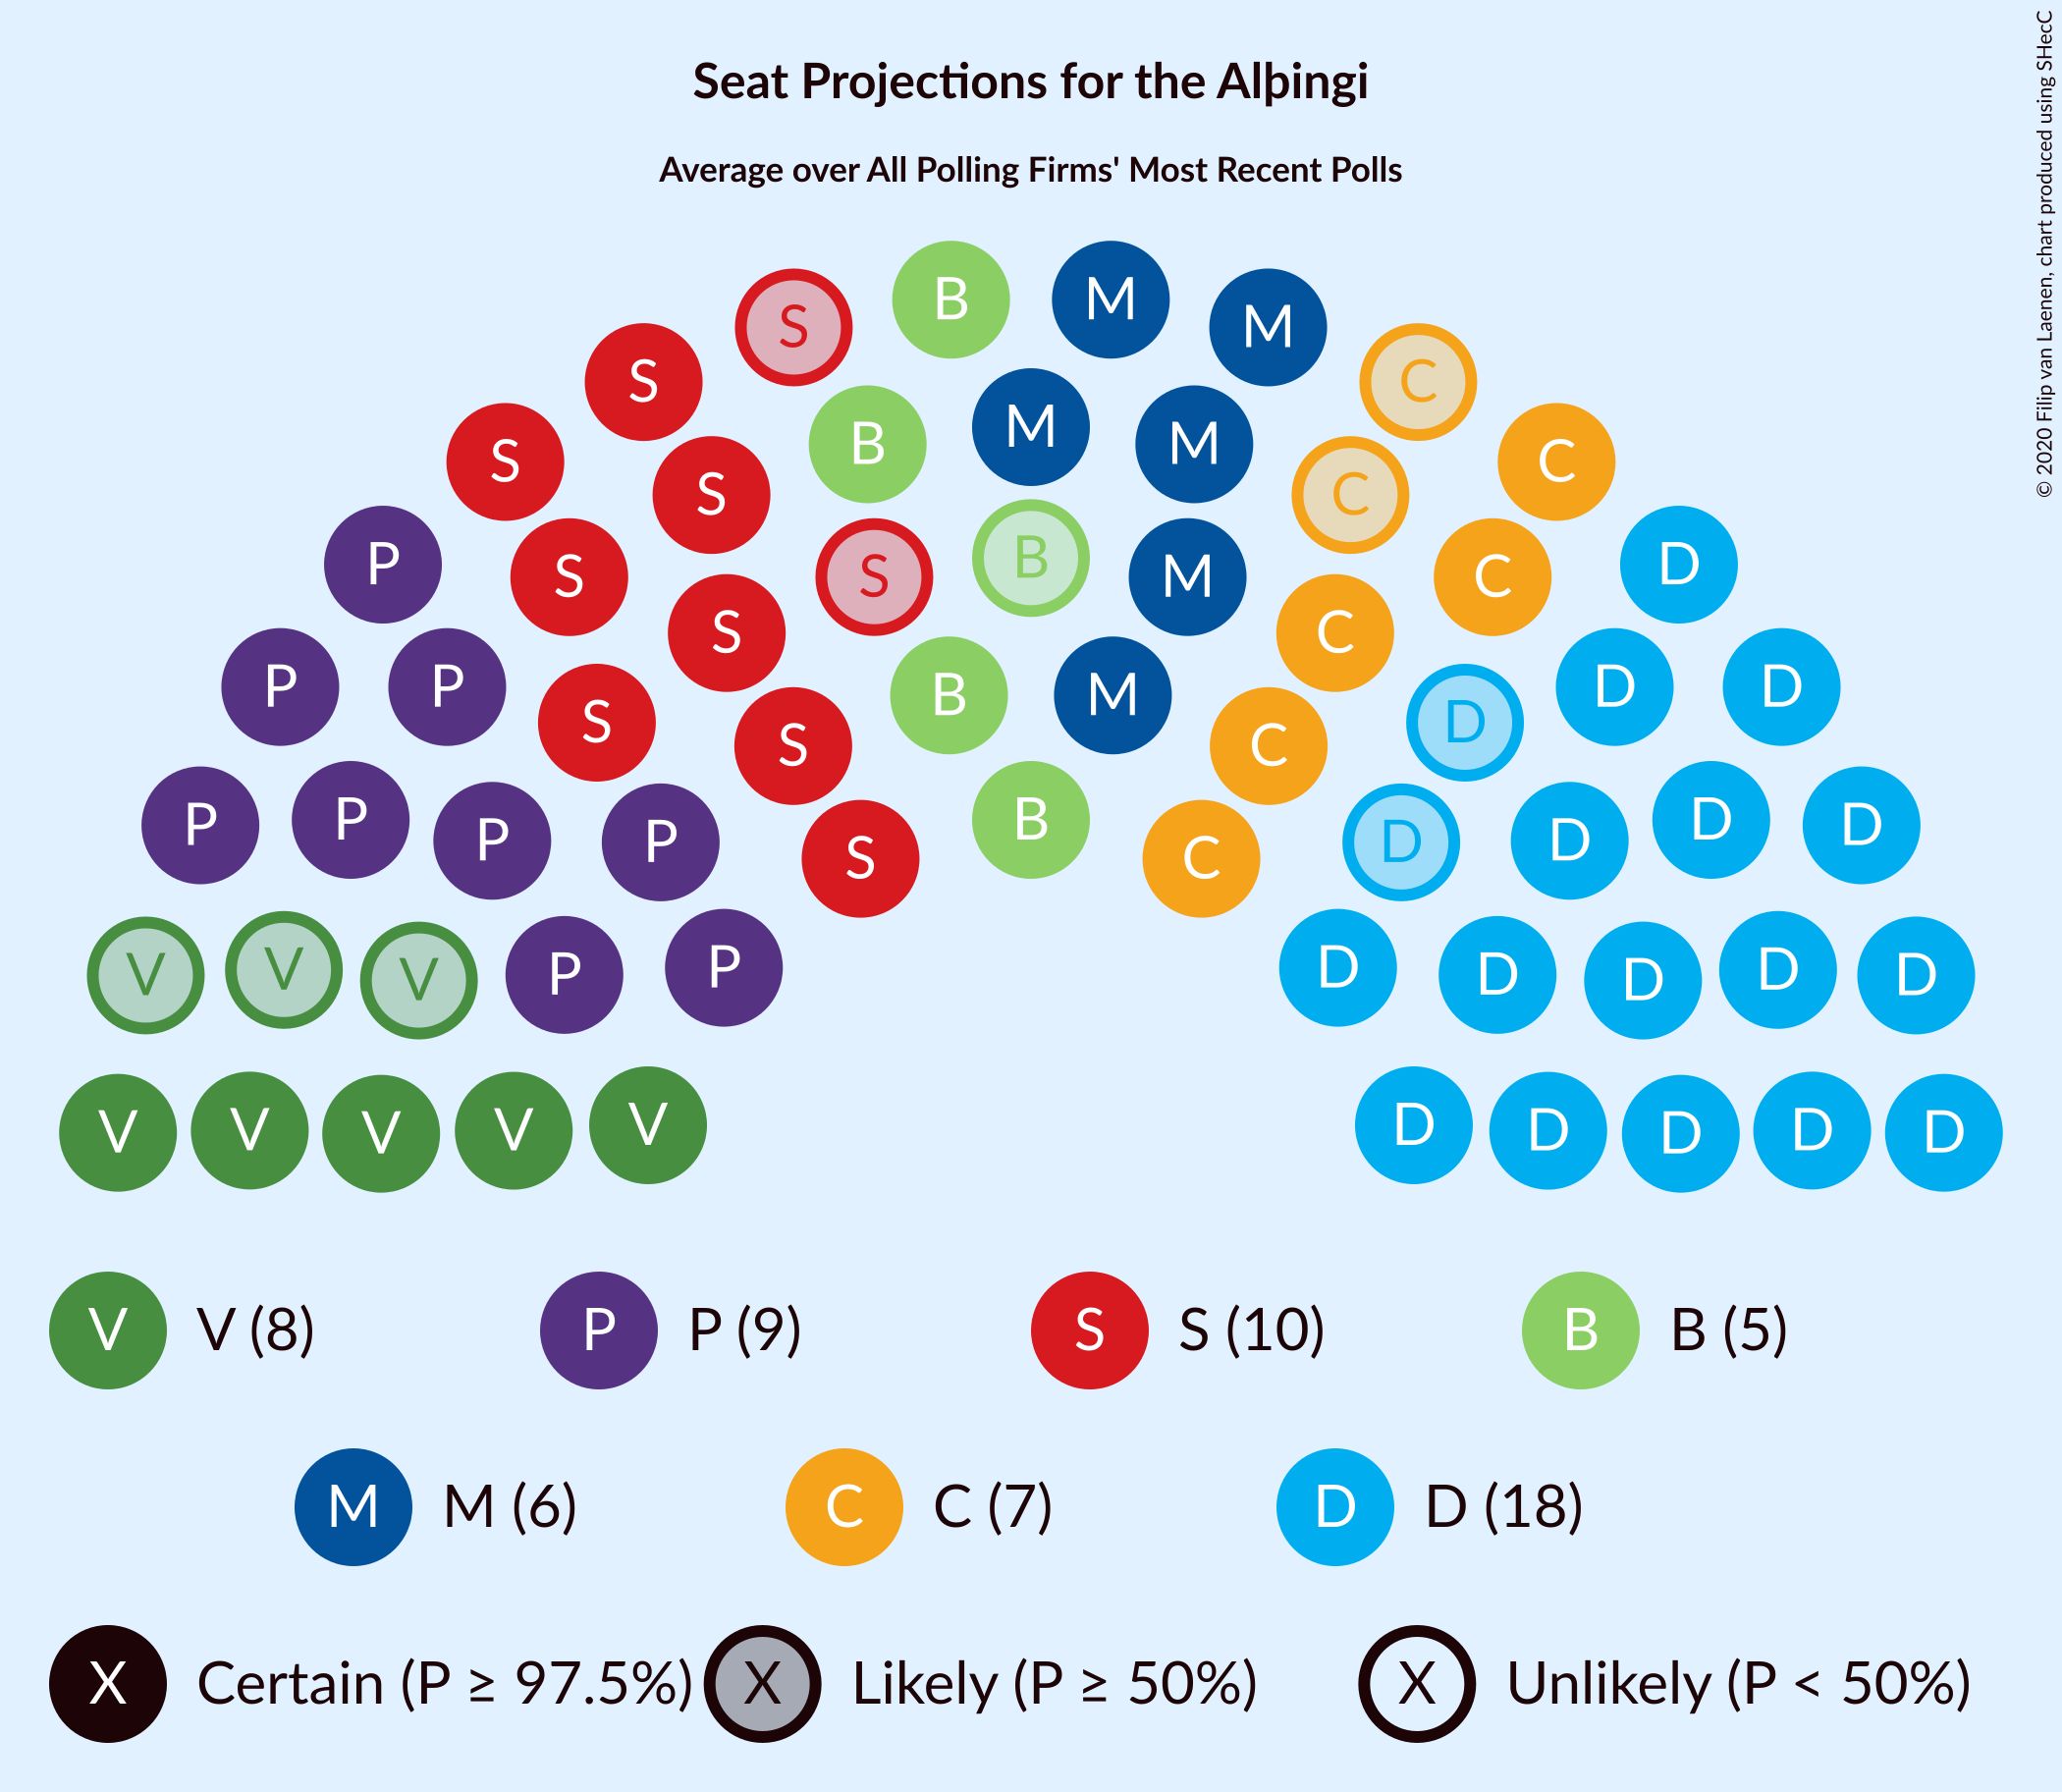 Seat Projections for the Alþingi
Average over All Polling Firms' Most Recent Polls
© 2020 Filip van Laenen, chart produced using SHecC
B M
S M
S M C
B M
S C
S C
S B
P D
S S M C
S C
P P D D
B M
S D
S C
P P D D
P P B D D
S C
P D
V V V P D D D D
P D
V V V V V D D D D D
V V (8) P P (9) S S (10) B B (5)
M M (6) C C (7) D D (18)
X Certain (P ≥ 97.5%) X Likely (P ≥ 50%) X Unlikely (P < 50%)